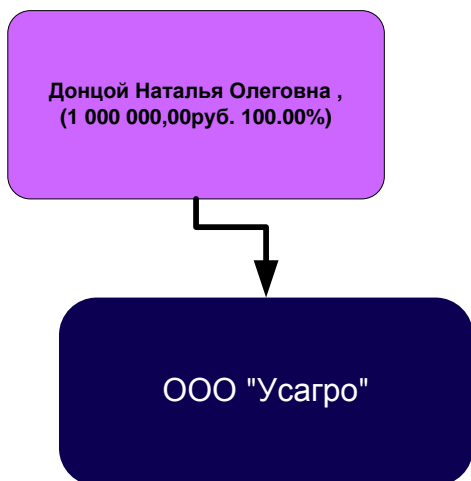 Донцой Наталья Олеговна ,
(1 000 000,00руб. 100.00%)
ООО "Усагро"